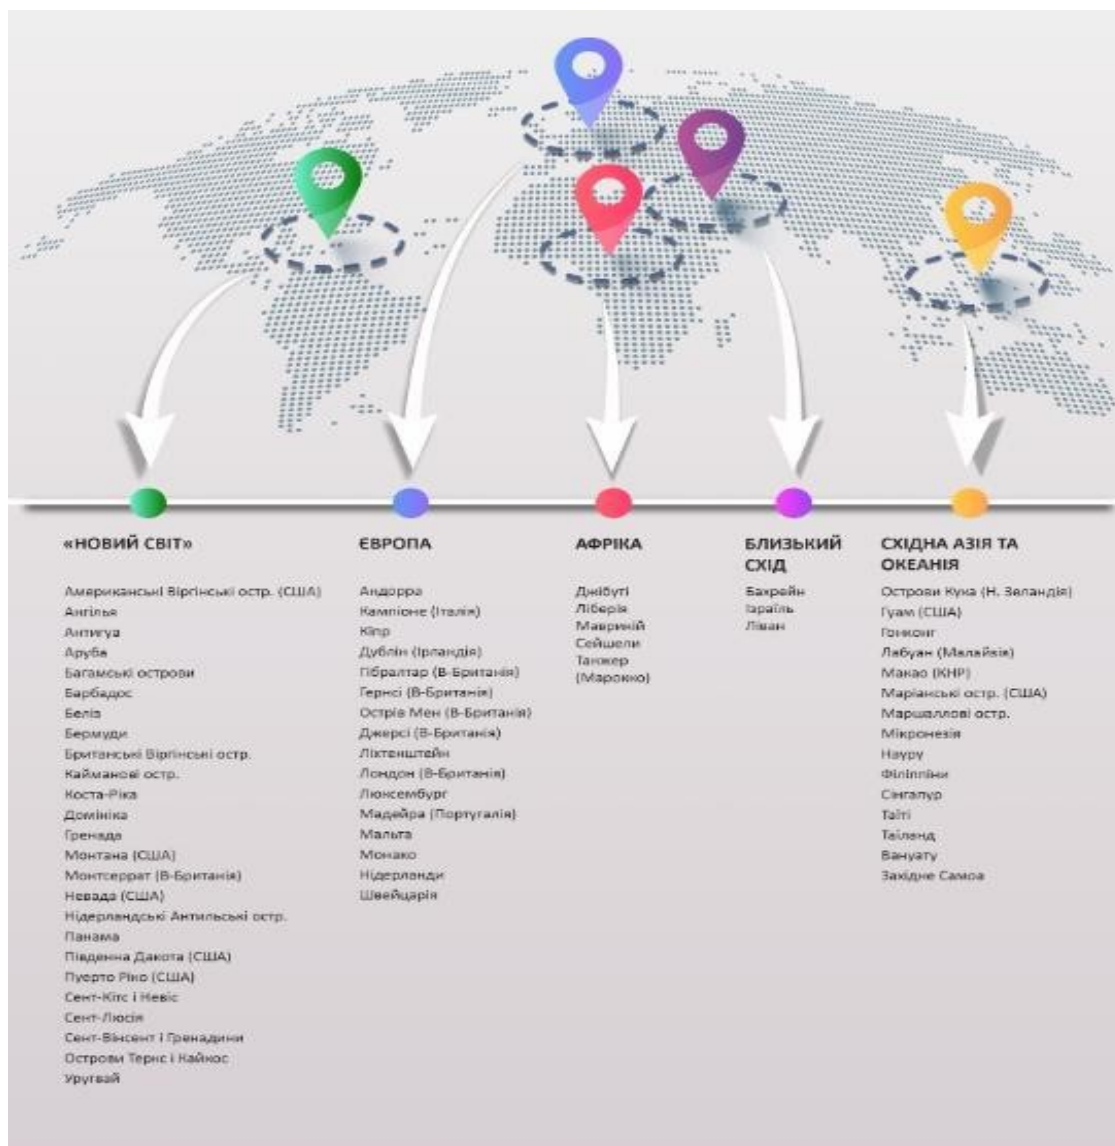 «НОВИЙ СВІТ»
Американські Віргінські остр. (США)
Ангілья
Антигуа
Аруба
Багамські острови
Барбадос
Беліз
Бермуди
Британські Віргінські остр.
Кайманові остр.
Коста-Ріка
Домініка
Гренада
Монтана (США)
Монтсеррат (В-Британія)
Невада (США)
Нідерландські Антильські остр.
Панама
Південна Дакота (США)
Пуерто Ріко (США)
Сент-Кітс і Невіс
Сент-Люсія
Сент-Вінсент і Гренадини
Острови Теркс і Кайкос
Уругвай
ЄВРОПА
Андорра
Кампіоне (Італія)
Кіпр
Дублін (Ірландія)
Гібралтар (В-Британія)
Гернсі (В-Британія)
Острів Мен (В-Британія)
Джерсі (В-Британія)
Ліхтенштейн
Лондон (В-Британія)
Люксембург
Мадейра (Португалія)
Мальта
Монако
Нідерланди
Швейцарія
АФРІКА
Джібуті
Ліберія
Маврикій
Сейшели
Танжер
(Марокко)
БЛИЗЬКИЙ
СХІД
Бахрейн
Ізраїль
Ліван
СХІДНА АЗІЯ ТА
ОКЕАНІЯ
Острови Кука (Н. Зеландія)
Гуам (США)
Гонконг
Лабуан (Малайзія)
Макао (КНР)
Маріанські остр. (США)
Маршаллові остр.
Мікронезія
Науру
Філіппіни
Сінгапур
Таїті
Таїланд
Вануату
Західне Самоа